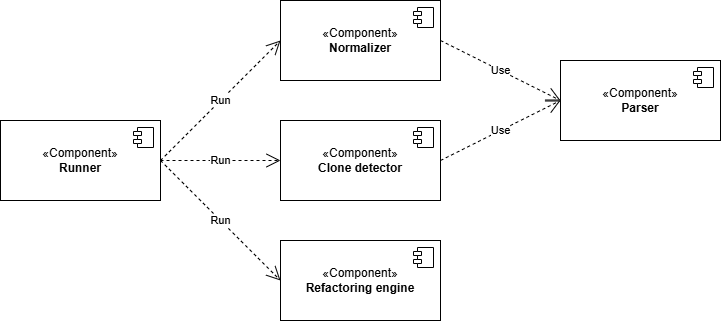 «Component»
Normalizer
Use
«Component»
Parser
Run
Use
«Component»
Runner
Run
«Component»
Clone detector
Run
«Component»
Refactoring engine